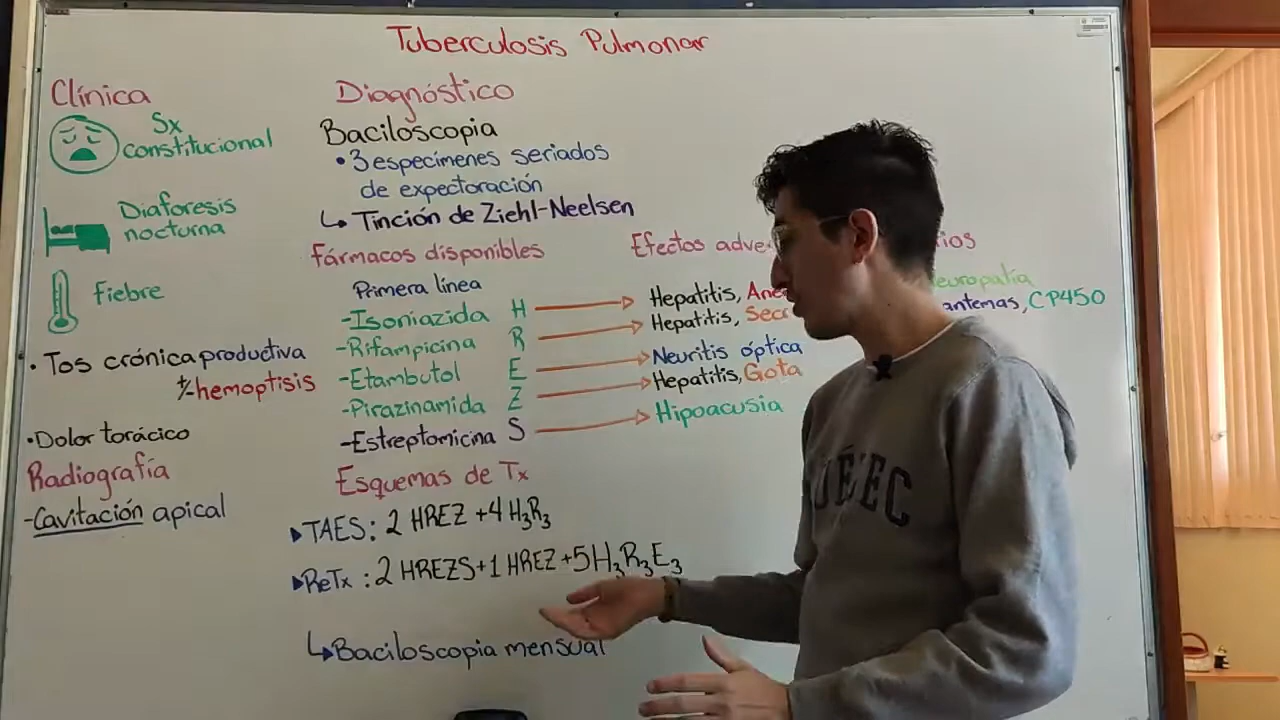 Tuberculosis Pulmonar
Clínica
Sx
constitucional
Diaforesis
nocturna
Fiebre
• Tos crónica productiva
+/- hemoptisis
• Dolor torácico
Radiografía
- Cavitación apical
Diagnóstico
Baciloscopia
• 3 especímenes seriados
de expectoración
↳ Tinción de Ziehl-Neelsen
Fármacos disponibles
Primera línea
- Isoniazida H
- Rifampicina R
- Etambutol E
- Pirazinamida Z
- Estreptomicina S
Efectos
Hepatitis,
Hepatitis, CP450
Neuritis óptica
Hepatitis, Gota
Hipoacusia
Esquemas de Tx
▸ TAES: 2 HREZ + 4 H₃R₃
▸ ReTx: 2 HREZS + 1 HREZ + 5 H₃R₃E₃
↳ Baciloscopia mensual